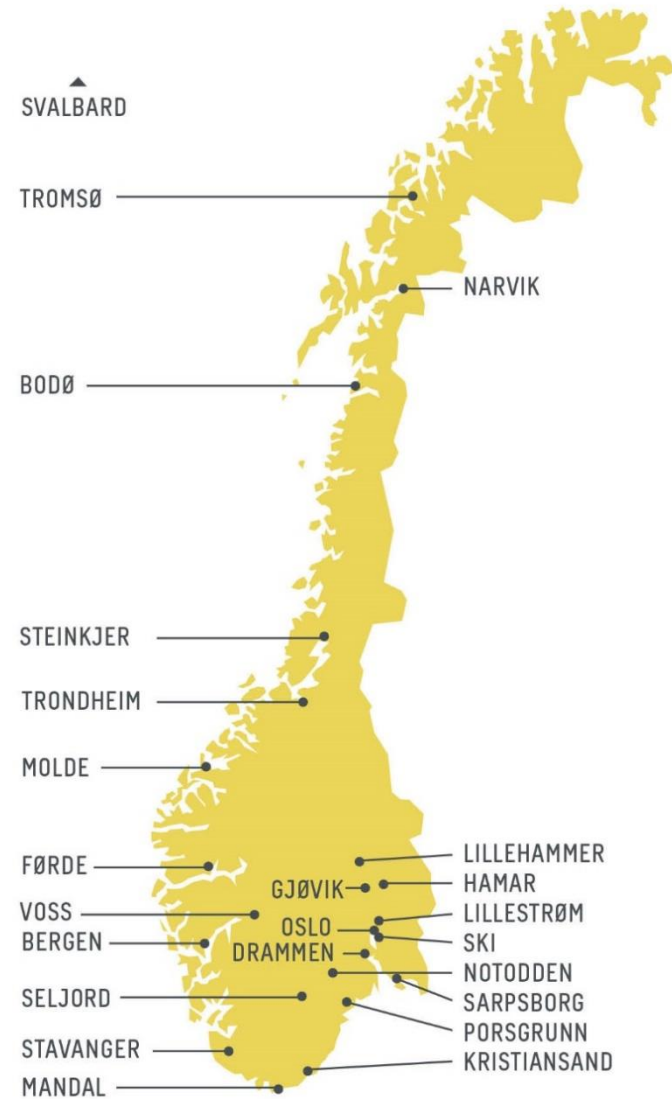 SVALBARD
TROMSØ
NARVIK
BODØ
STEINKJER
TRONDHEIM
MOLDE
LILLEHAMMER
FØRDE
HAMAR
GJØVIK
VOSS
LILLESTRØM
OSLO
BERGEN
SKI
DRAMMEN
NOTODDEN
SELJORD
SARPSBORG
PORSGRUNN
STAVANGER
KRISTIANSAND
MANDAL